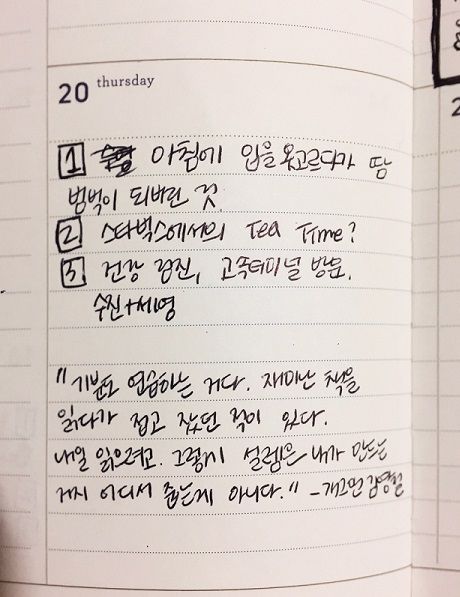 20 thursday
1 아침에 입을 옷고르다가 땀
범벅이 되버린 것.
2 스타벅스에서의 Tea Time?
3 건강 검진, 고속터미널 방문.
수진+세영
"기분도 연습하는 거다. 재미난 책을
읽다가 접고 잤던 적이 있다.
내일 읽으려고. 그렇게 설렘은 내가 만드는
거지 어디서 줍는게 아니다." -개그맨 김영철
2